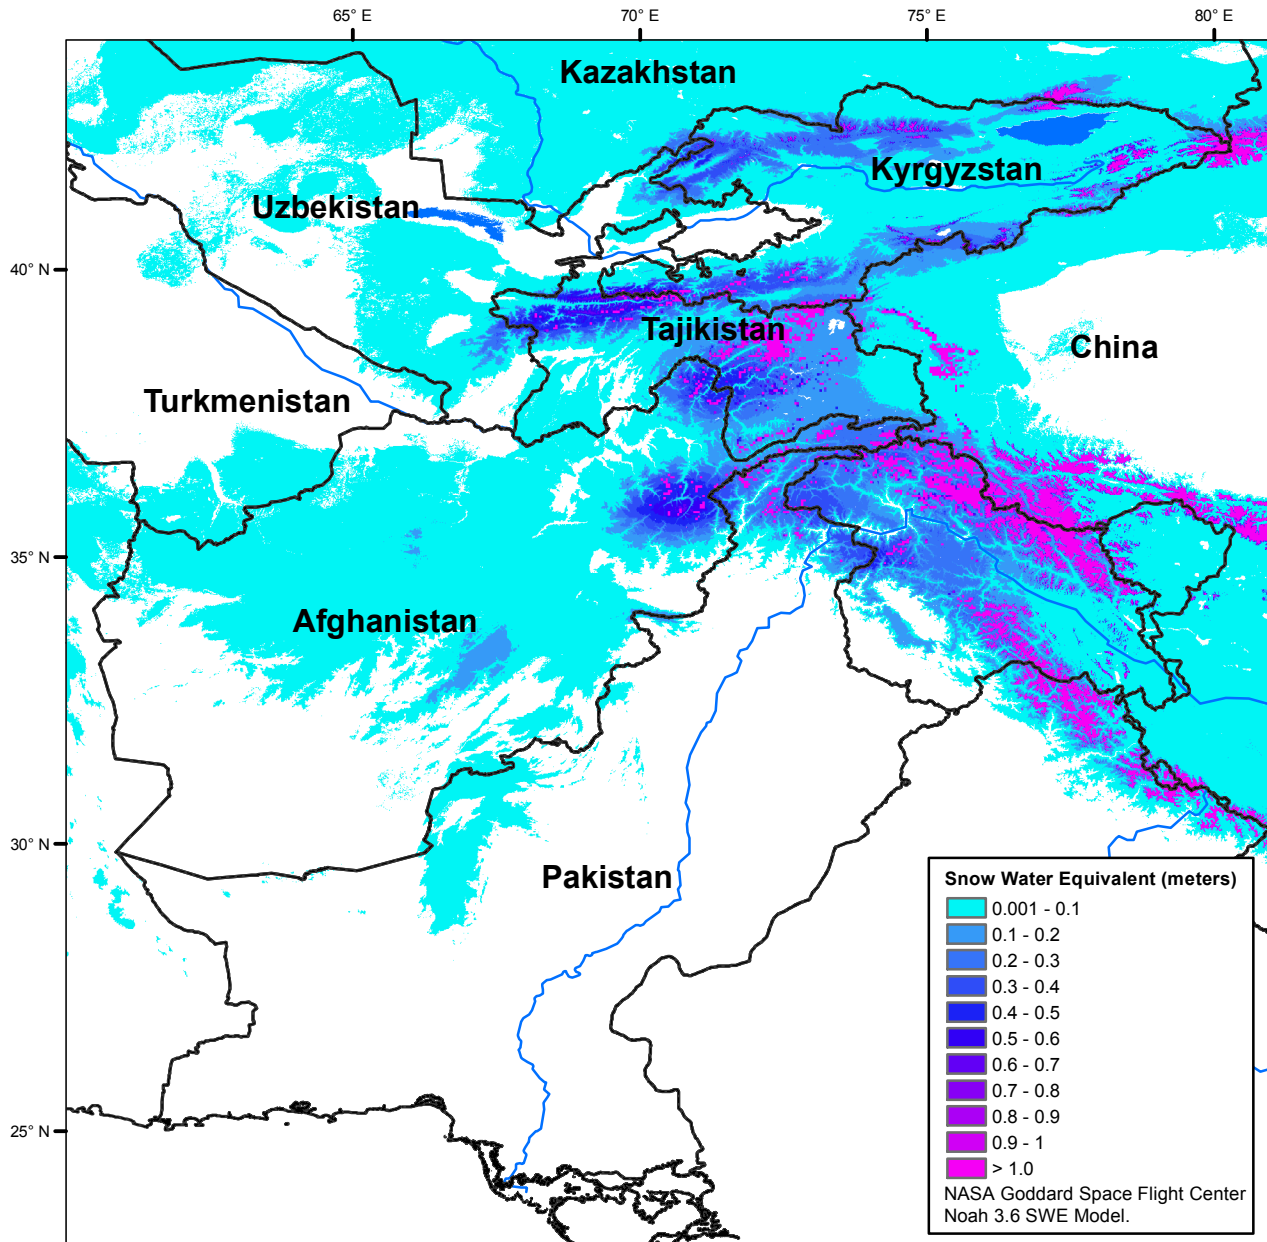 65° E
70° E
75° E
80° E
Kazakhstan
Kyrgyzstan
Uzbekistan
40° N
Tajikistan
China
Turkmenistan
35° N
Afghanistan
30° N
Pakistan
25° N
Snow Water Equivalent (meters)
0.001 - 0.1
0.1 - 0.2
0.2 - 0.3
0.3 - 0.4
0.4 - 0.5
0.5 - 0.6
0.6 - 0.7
0.7 - 0.8
0.8 - 0.9
0.9 - 1
> 1.0
NASA Goddard Space Flight Center
Noah 3.6 SWE Model.